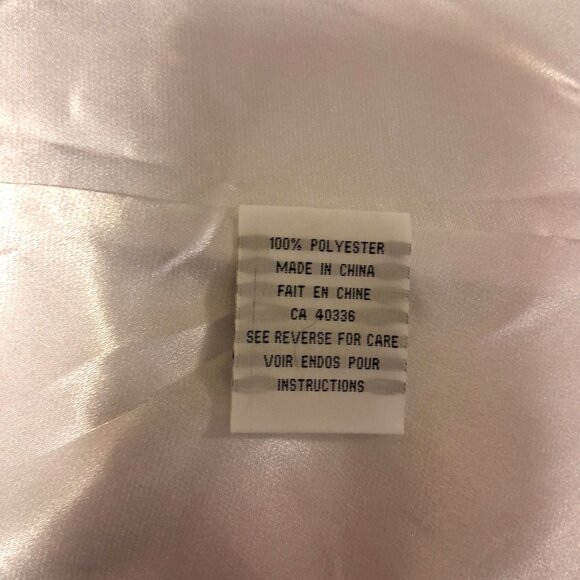 100% POLYESTER
MADE IN CHINA
FAIT EN CHINE
CA 40336
SEE REVERSE FOR CARE
VOIR ENDOS POUR
INSTRUCTIONS